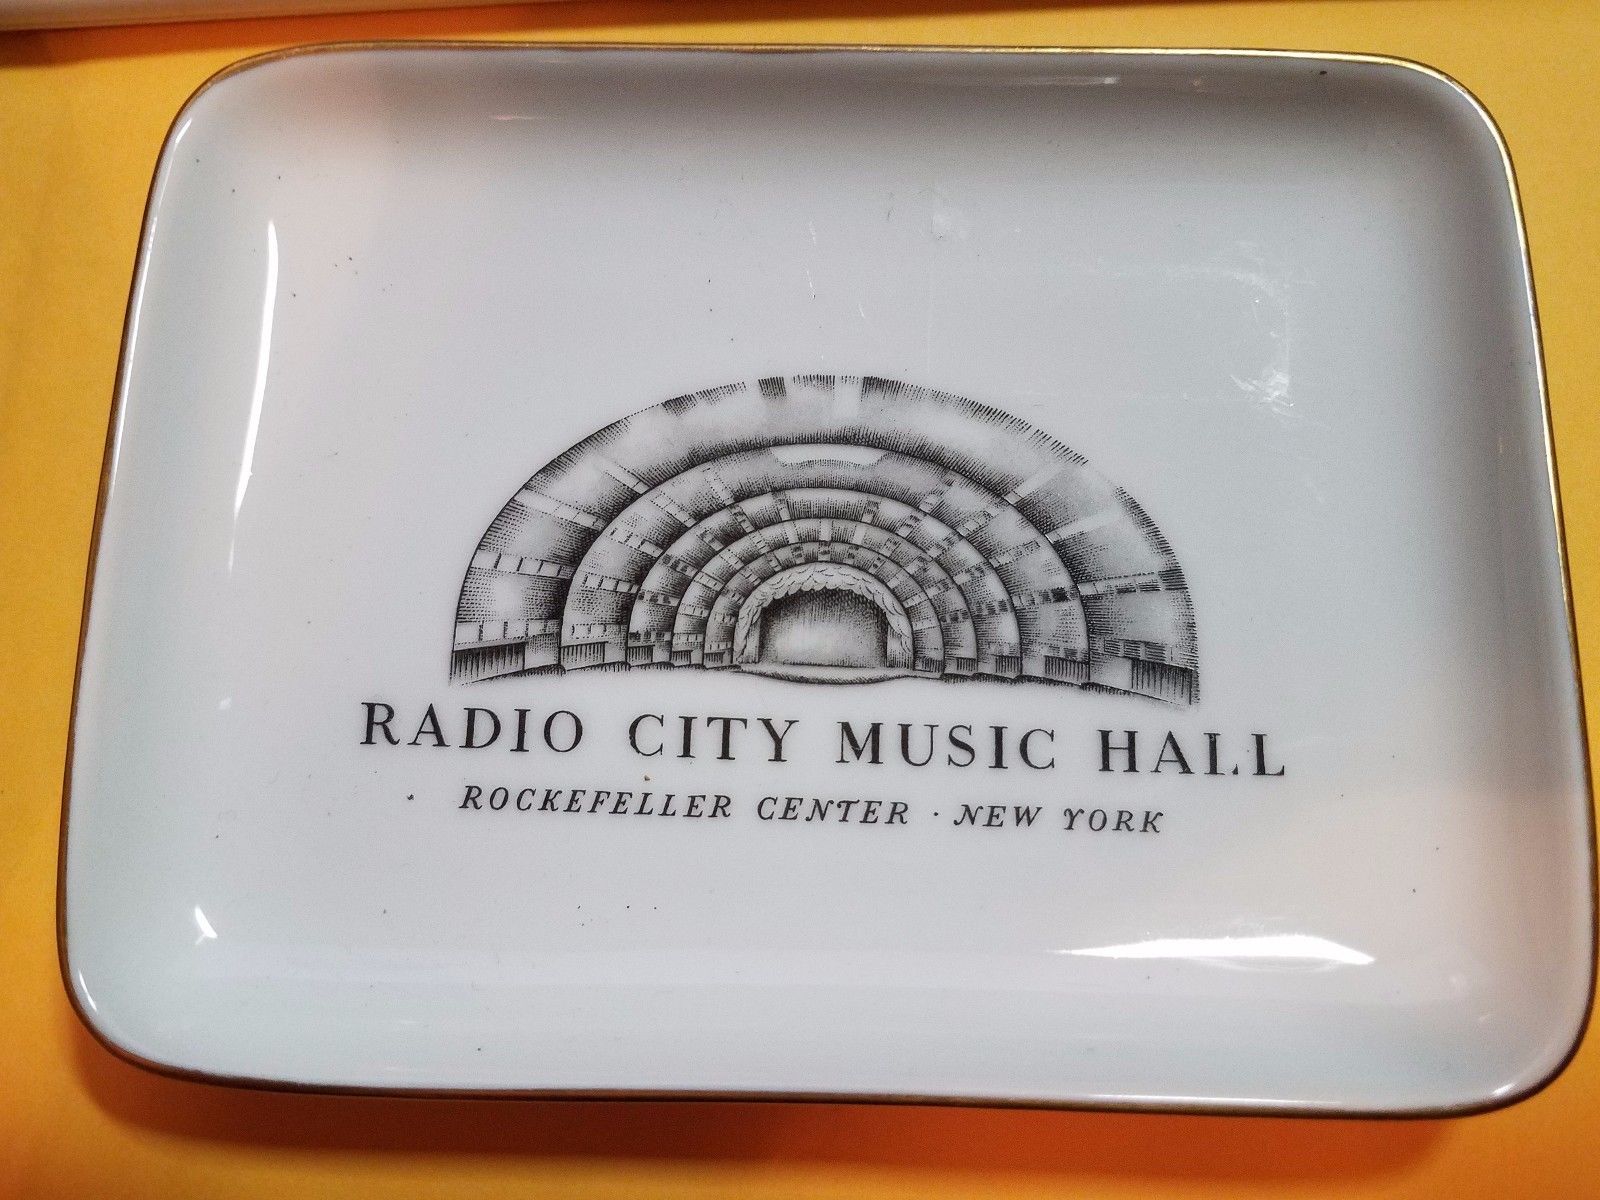 RADIO CITY MUSIC HALL
ROCKEFELLER CENTER · NEW YORK